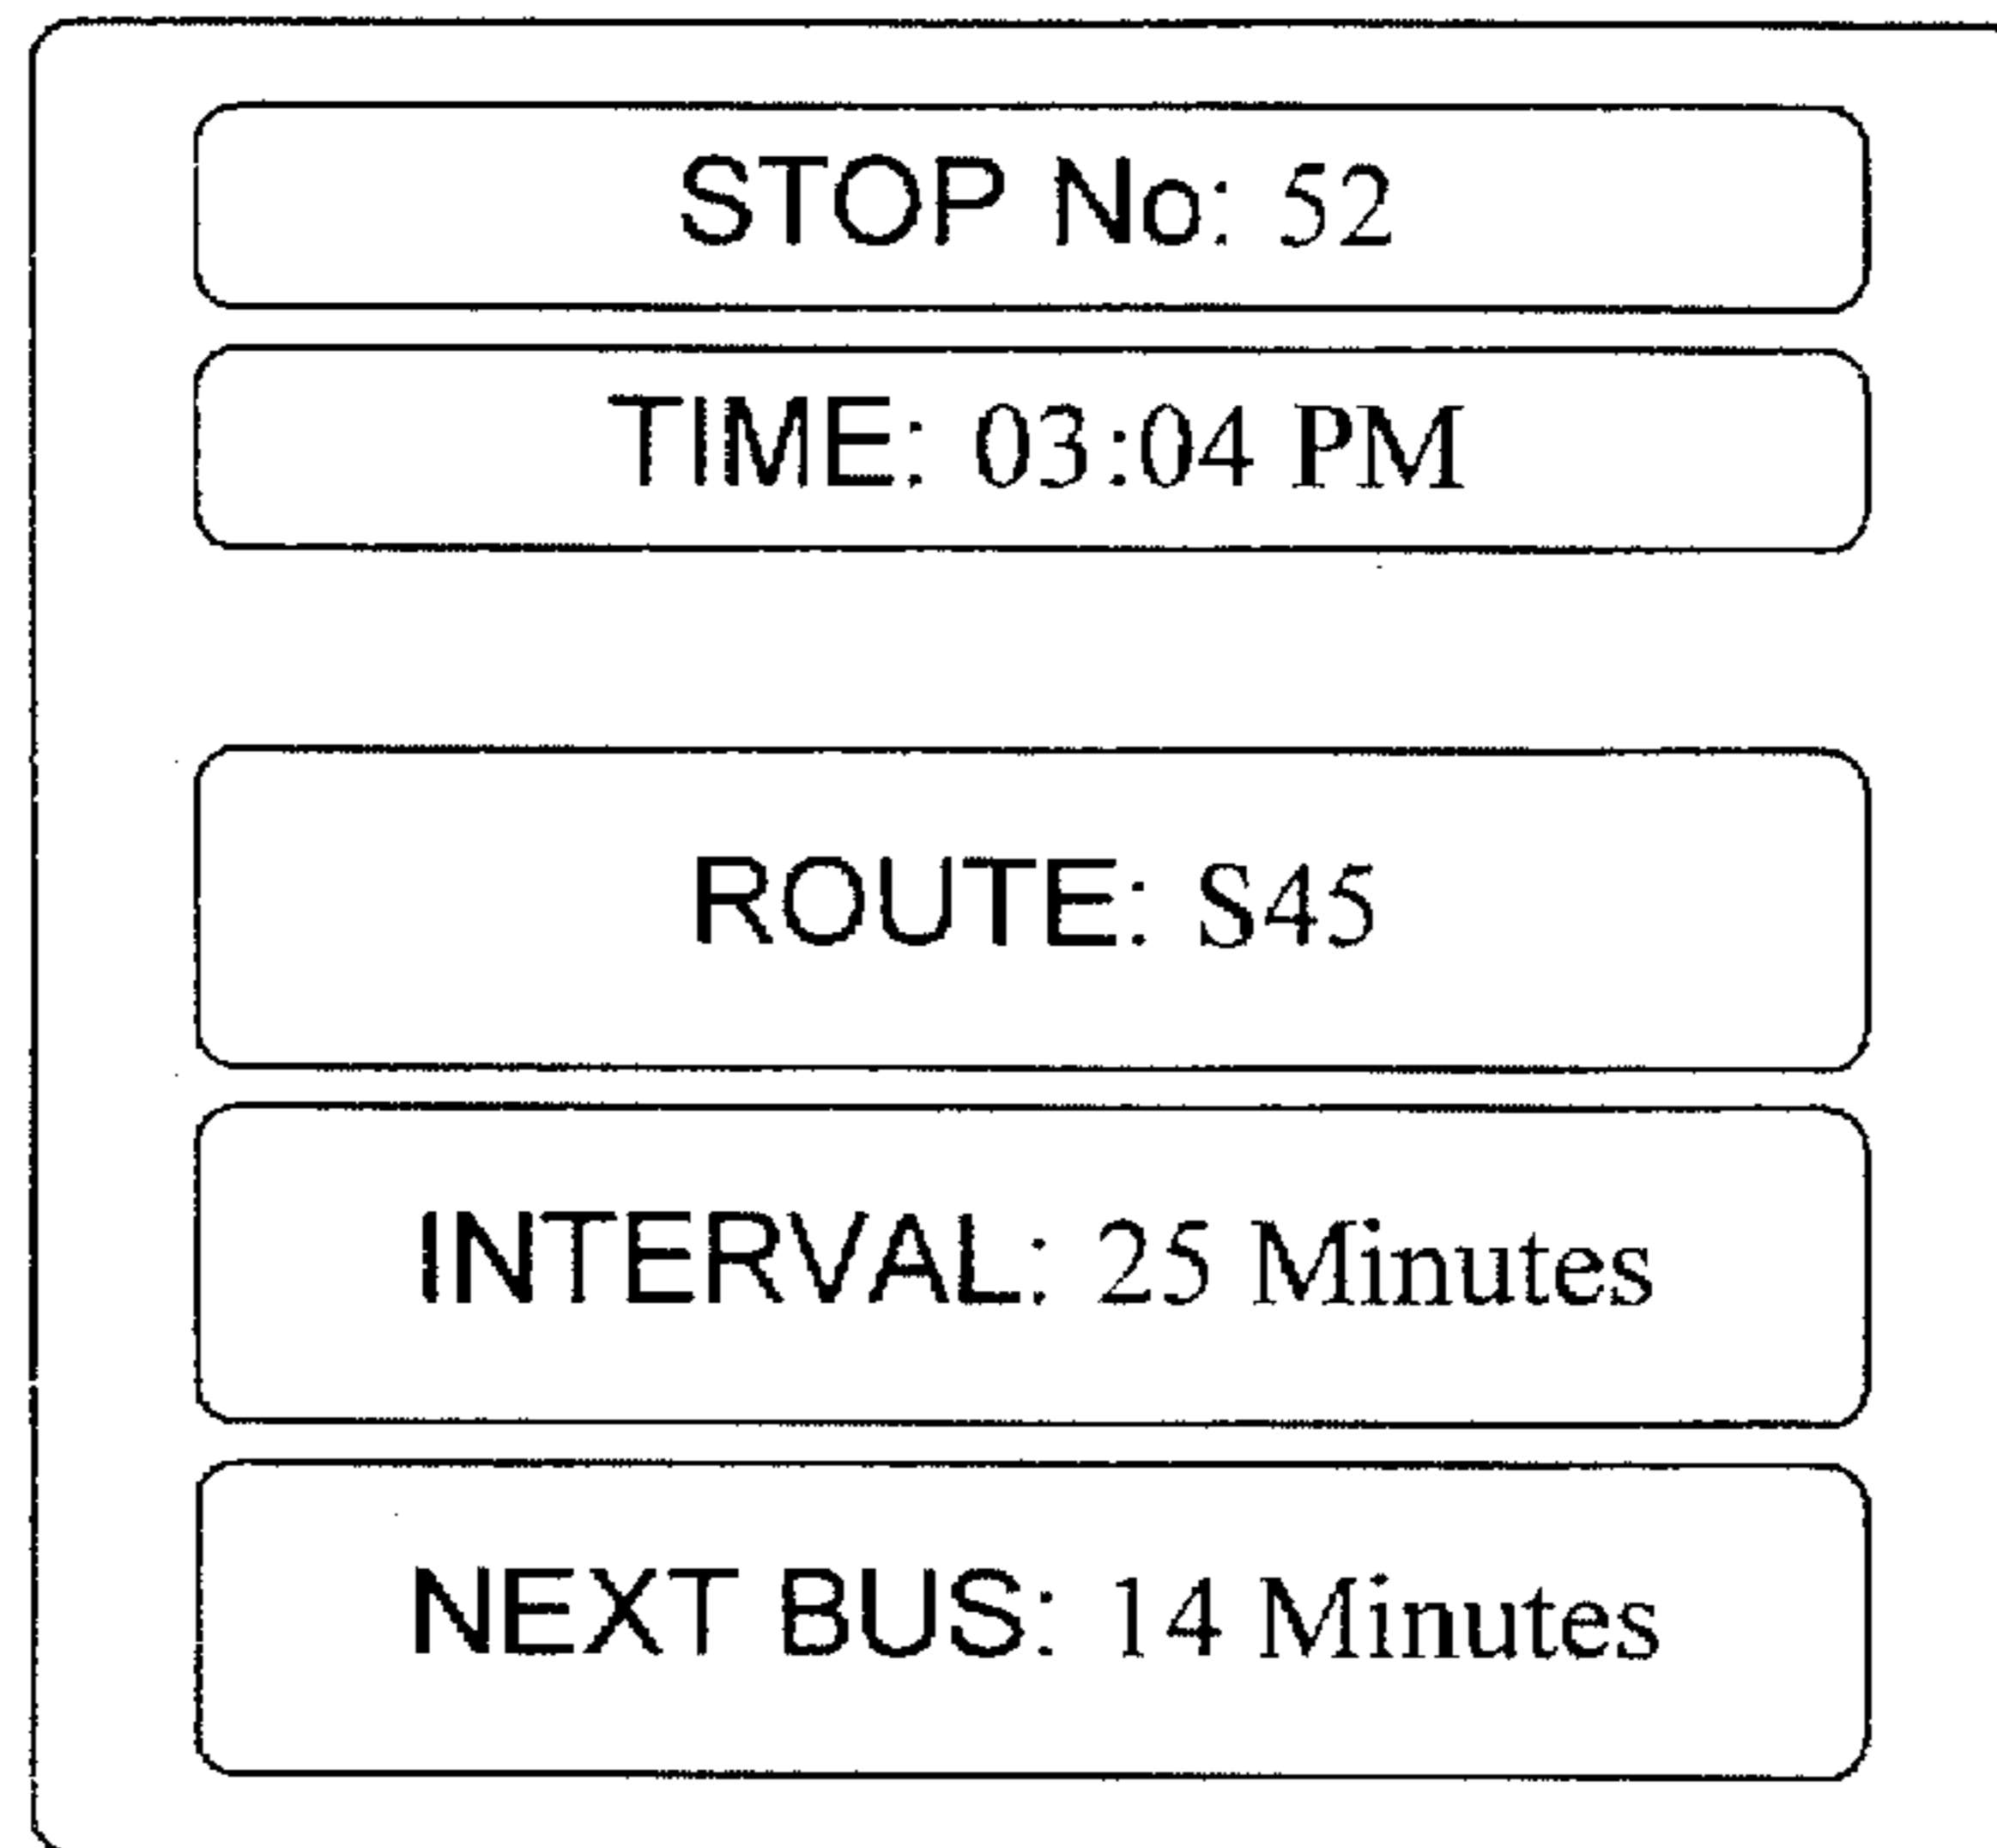 STOP No: 52
TIME: 03:04 PM
ROUTE: S45
INTERVAL: 25 Minutes
NEXT BUS: 14 Minutes